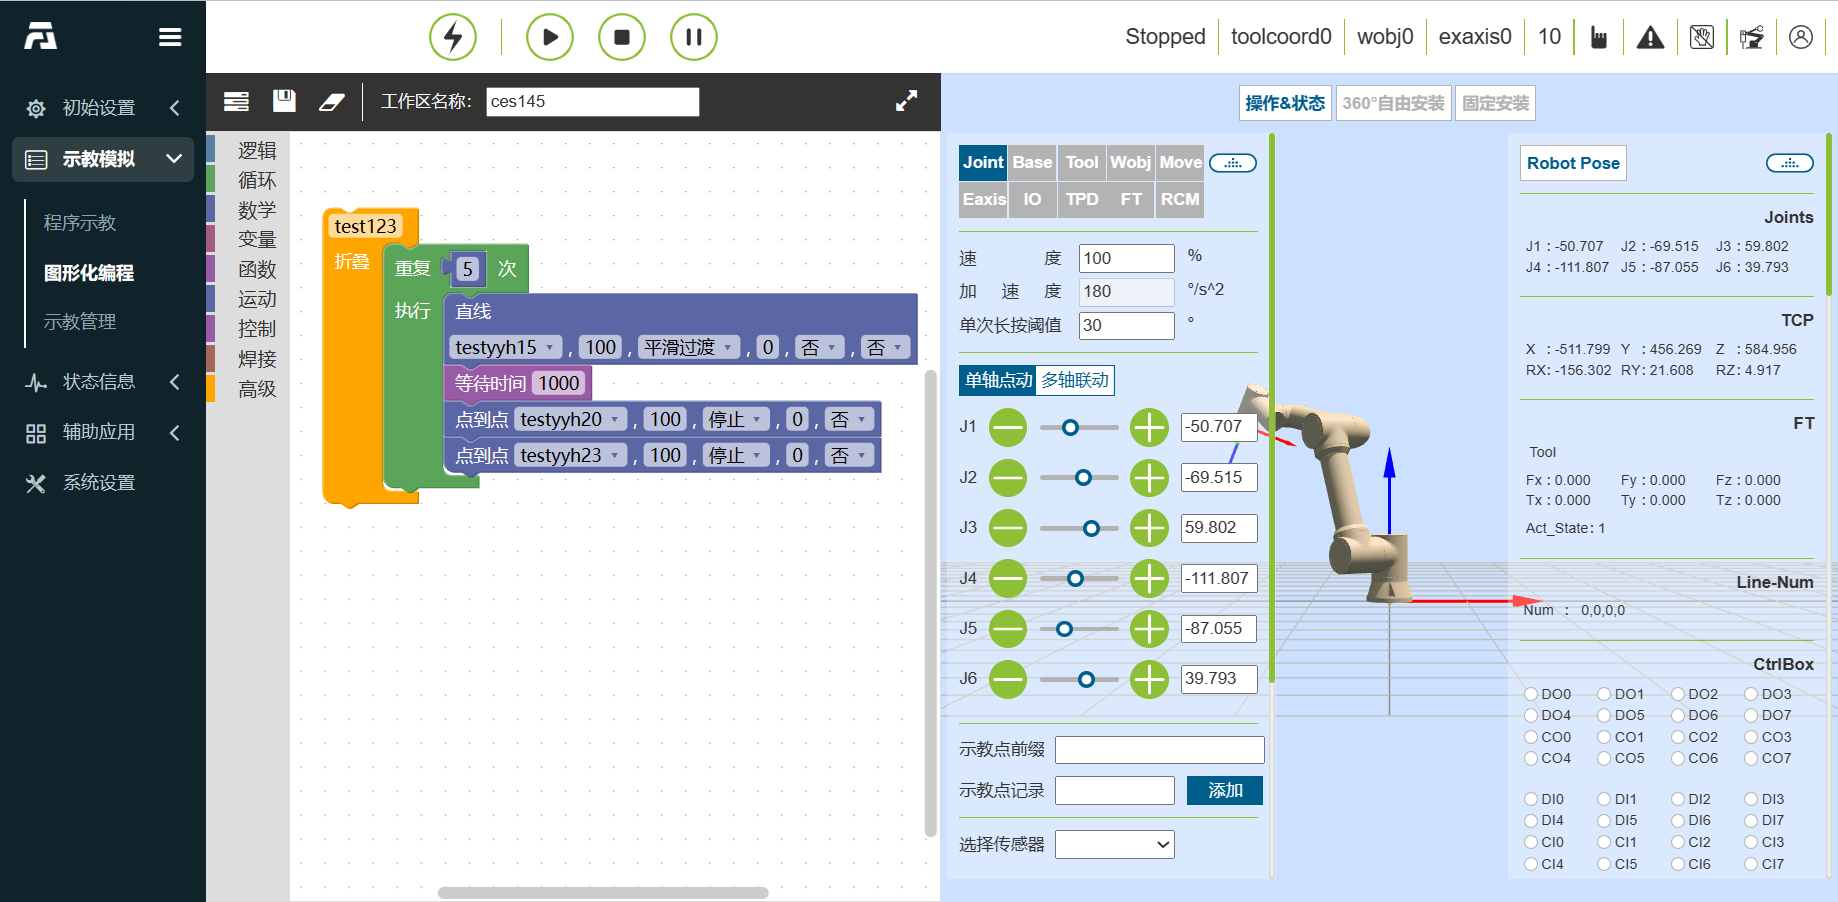 Stopped toolcoord0 wobj0 exaxis0 10
初始设置
示教模拟
程序示教
图形化编程
示教管理
状态信息
辅助应用
系统设置
工作区名称: ces145
逻辑
循环
数学
变量
函数
运动
控制
焊接
高级
test123
折叠
重复 5 次
执行
直线
testyyh15 , 100 , 平滑过渡 , 0 , 否 , 否
等待时间 1000
点到点 testyyh20 , 100 , 停止 , 0 , 否
点到点 testyyh23 , 100 , 停止 , 0 , 否
操作&状态 360°自由安装 固定安装
Joint Base Tool Wobj Move
Eaxis IO TPD FT RCM
速度 100 %
加速度 180 °/s^2
单次长按阈值 30 °
单轴点动 多轴联动
J1 -50.707
J2 -69.515
J3 59.802
J4 -111.807
J5 -87.055
J6 39.793
示教点前缀
示教点记录 添加
选择传感器
Robot Pose
Joints
J1 : -50.707 J2 : -69.515 J3 : 59.802
J4 : -111.807 J5 : -87.055 J6 : 39.793
TCP
X : -511.799 Y : 456.269 Z : 584.956
RX: -156.302 RY: 21.608 RZ: 4.917
FT
Tool
Fx : 0.000 Fy : 0.000 Fz : 0.000
Tx : 0.000 Ty : 0.000 Tz : 0.000
Act_State: 1
Line-Num
Num : 0,0,0,0
CtrlBox
DO0 DO1 DO2 DO3
DO4 DO5 DO6 DO7
CO0 CO1 CO2 CO3
CO4 CO5 CO6 CO7
DI0 DI1 DI2 DI3
DI4 DI5 DI6 DI7
CI0 CI1 CI2 CI3
CI4 CI5 CI6 CI7